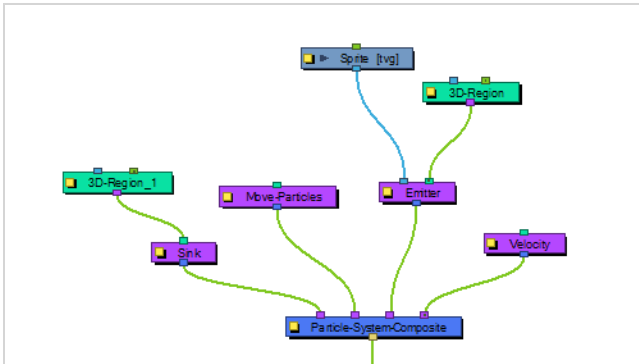 Sprite [tvg]
3D-Region
3D-Region_1
Move-Particles
Emitter
Sink
Velocity
Particle-System-Composite